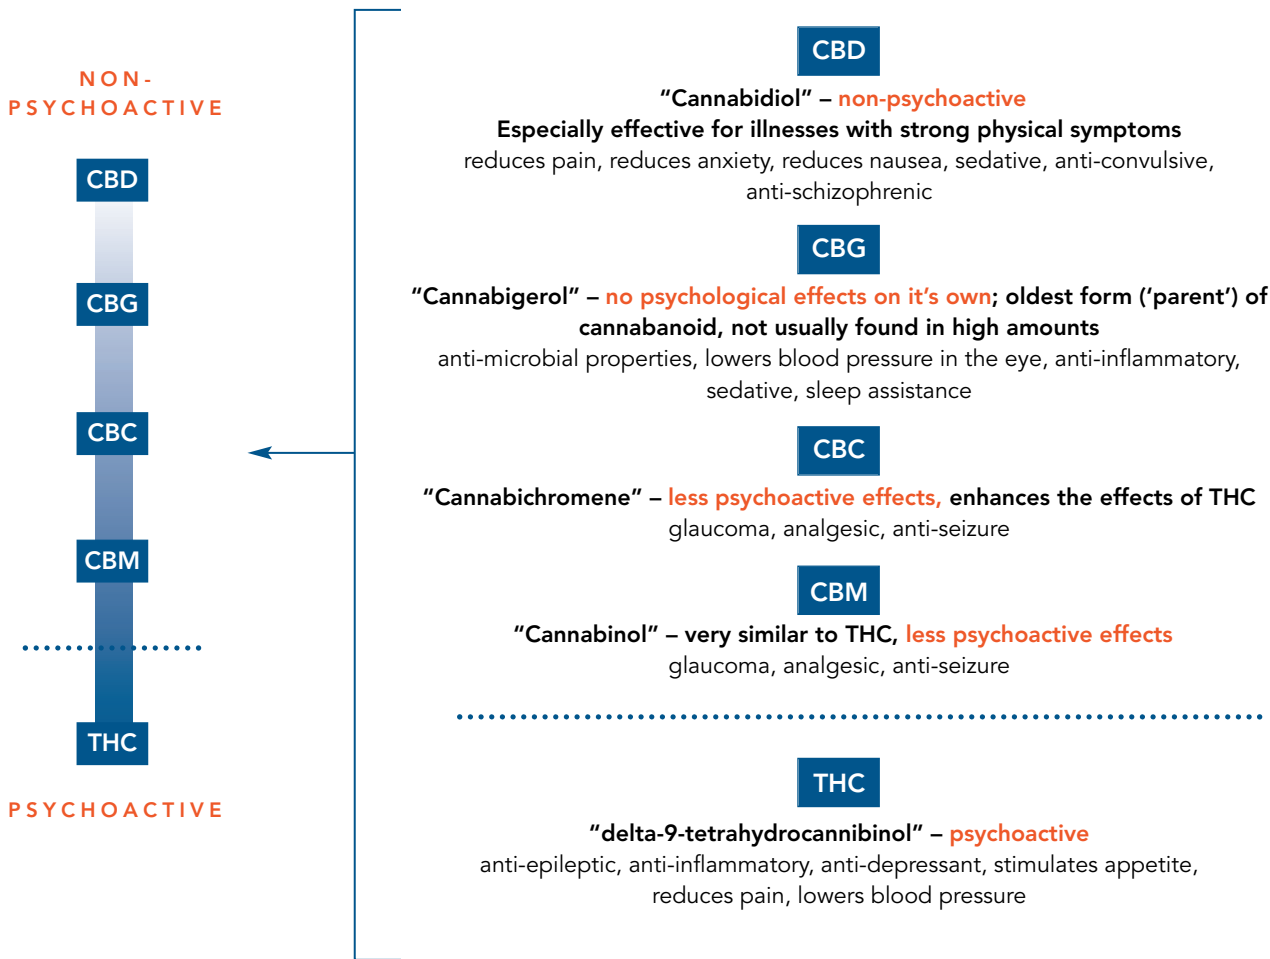 NON-
PSYCHOACTIVE
CBD
CBG
CBC
CBM
THC
PSYCHOACTIVE
CBD
“Cannabidiol” – non-psychoactive
Especially effective for illnesses with strong physical symptoms
reduces pain, reduces anxiety, reduces nausea, sedative, anti-convulsive,
anti-schizophrenic
CBG
“Cannabigerol” – no psychological effects on it’s own; oldest form (‘parent’) of
cannabanoid, not usually found in high amounts
anti-microbial properties, lowers blood pressure in the eye, anti-inflammatory,
sedative, sleep assistance
CBC
“Cannabichromene” – less psychoactive effects, enhances the effects of THC
glaucoma, analgesic, anti-seizure
CBM
“Cannabinol” – very similar to THC, less psychoactive effects
glaucoma, analgesic, anti-seizure
THC
“delta-9-tetrahydrocannibinol” – psychoactive
anti-epileptic, anti-inflammatory, anti-depressant, stimulates appetite,
reduces pain, lowers blood pressure